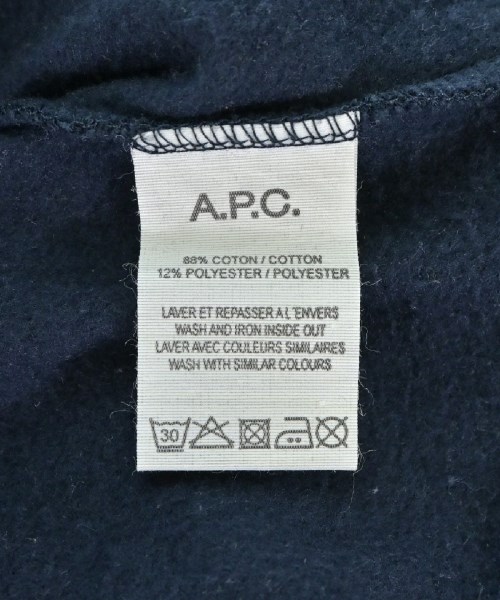 A.P.C.
88% COTON / COTTON
12% POLYESTER / POLYESTER
LAVER ET REPASSER A L'ENVERS
WASH AND IRON INSIDE OUT
LAVER AVEC COULEURS SIMILAIRES
WASH WITH SIMILAR COLOURS
30